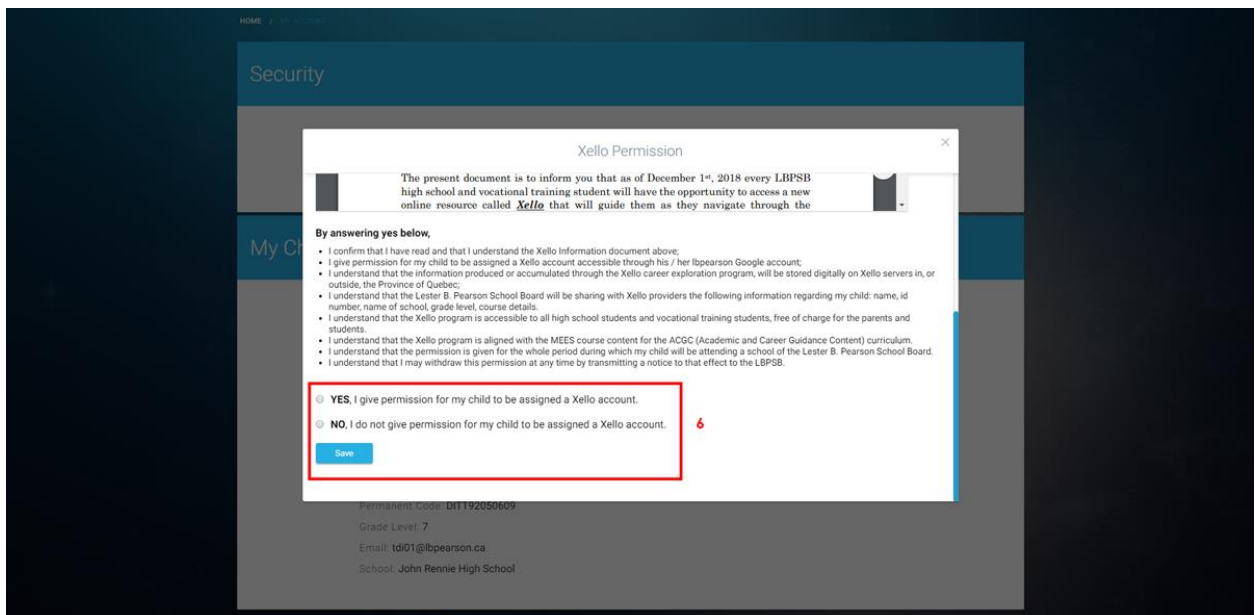 HOME / MY ACCOUNT
Security
Xello Permission
The present document is to inform you that as of December 1st, 2018 every LBPSB
high school and vocational training student will have the opportunity to access a new
online resource called Xello that will guide them as they navigate through the
My Ch
By answering yes below,
• I confirm that I have read and that I understand the Xello Information document above;
• I give permission for my child to be assigned a Xello account accessible through his / her lbpearson Google account;
• I understand that the information produced or accumulated through the Xello career exploration program, will be stored digitally on Xello servers in, or
outside, the Province of Quebec;
• I understand that the Lester B. Pearson School Board will be sharing with Xello providers the following information regarding my child: name, id
number, name of school, grade level, course details.
• I understand that the Xello program is accessible to all high school students and vocational training students, free of charge for the parents and
students.
• I understand that the Xello program is aligned with the MEES course content for the ACGC (Academic and Career Guidance Content) curriculum.
• I understand that the permission is given for the whole period during which my child will be attending a school of the Lester B. Pearson School Board.
• I understand that I may withdraw this permission at any time by transmitting a notice to that effect to the LBPSB.
YES, I give permission for my child to be assigned a Xello account.
NO, I do not give permission for my child to be assigned a Xello account.
6
Save
Permanent Code: DITT92050609
Grade Level: 7
Email: tdi01@lbpearson.ca
School: John Rennie High School